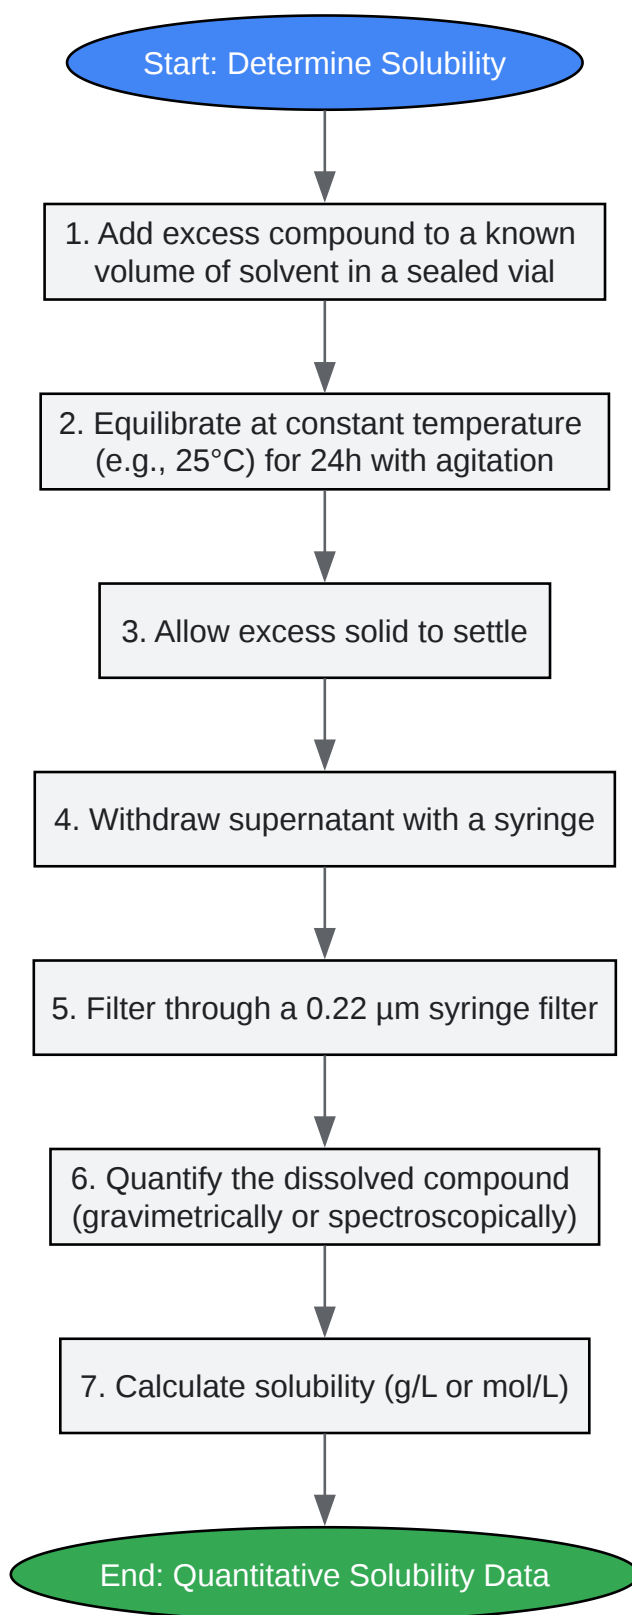 Start: Determine Solubility
1. Add excess compound to a known
volume of solvent in a sealed vial
2. Equilibrate at constant temperature
(e.g., 25°C) for 24h with agitation
3. Allow excess solid to settle
4. Withdraw supernatant with a syringe
5. Filter through a 0.22 µm syringe filter
6. Quantify the dissolved compound
(gravimetrically or spectroscopically)
7. Calculate solubility (g/L or mol/L)
End: Quantitative Solubility Data